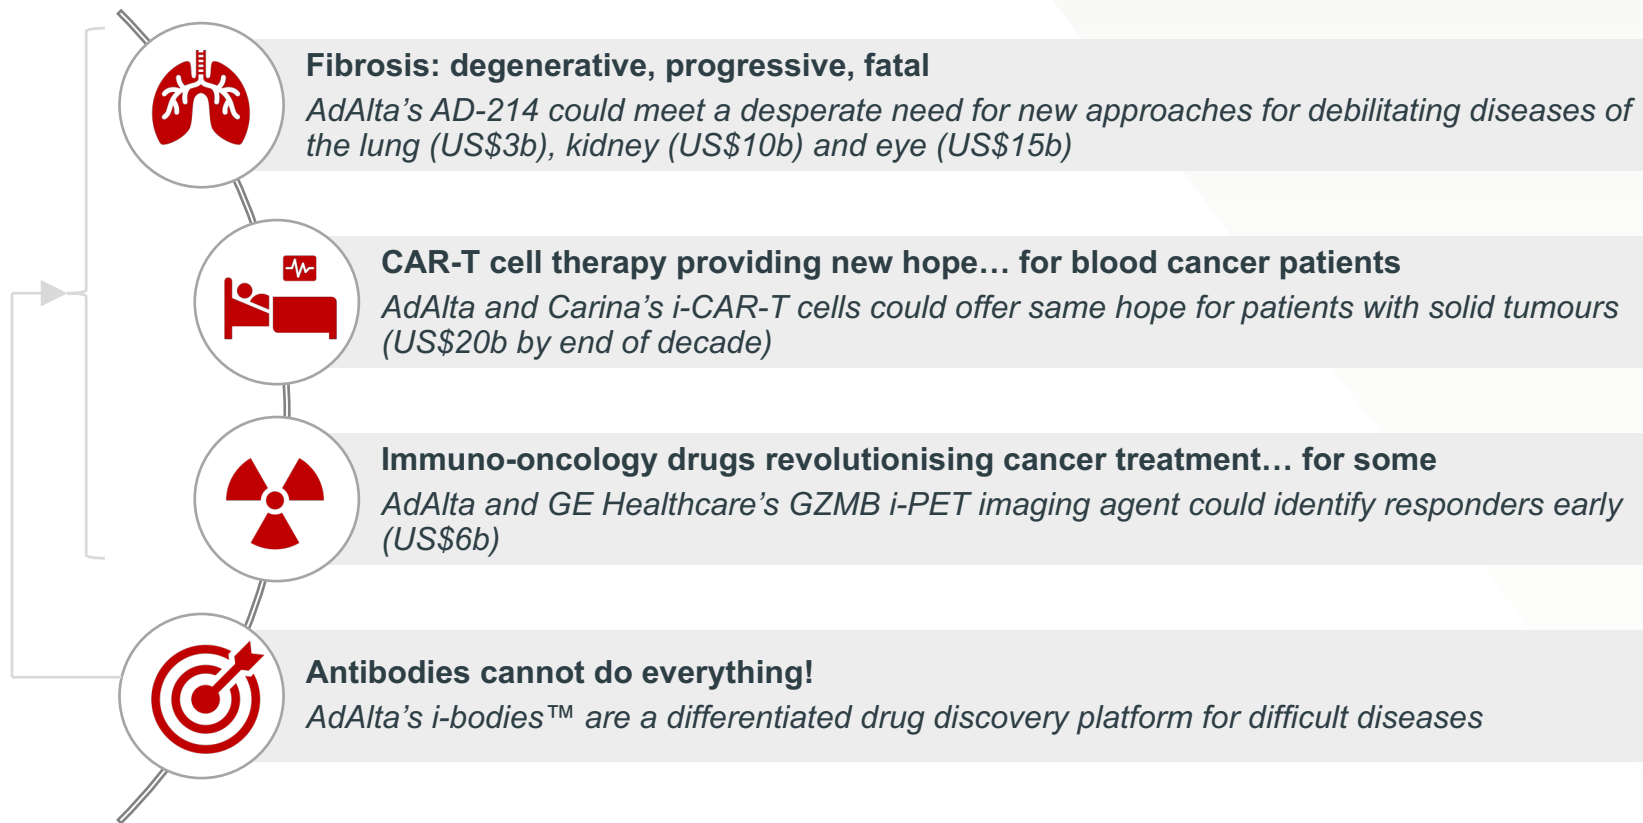 Fibrosis: degenerative, progressive, fatal
AdAlta’s AD-214 could meet a desperate need for new approaches for debilitating diseases of
the lung (US$3b), kidney (US$10b) and eye (US$15b)
CAR-T cell therapy providing new hope… for blood cancer patients
AdAlta and Carina’s i-CAR-T cells could offer same hope for patients with solid tumours
(US$20b by end of decade)
Immuno-oncology drugs revolutionising cancer treatment… for some
AdAlta and GE Healthcare’s GZMB i-PET imaging agent could identify responders early
(US$6b)
Antibodies cannot do everything!
AdAlta’s i-bodies™ are a differentiated drug discovery platform for difficult diseases